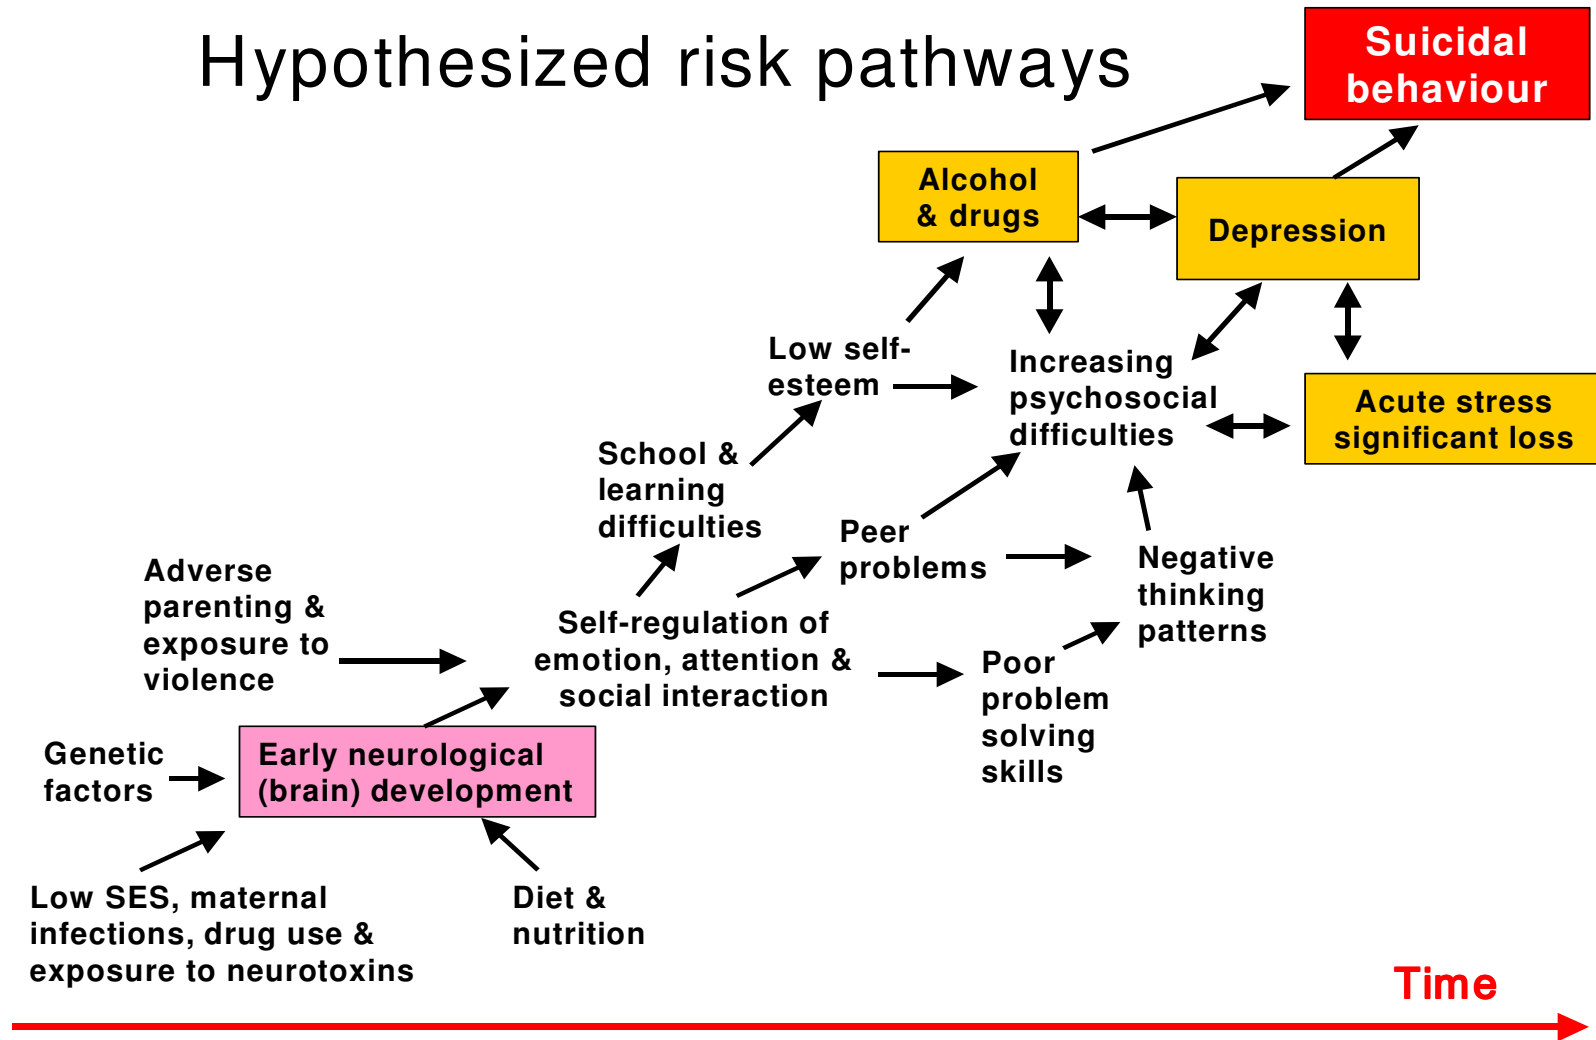 Hypothesized risk pathways
Suicidal
behaviour
Alcohol
& drugs
Depression
Low self-
esteem
Increasing
psychosocial
difficulties
Acute stress
significant loss
School &
learning
difficulties
Peer
problems
Negative
thinking
patterns
Adverse
parenting &
exposure to
violence
Self-regulation of
emotion, attention &
social interaction
Poor
problem
solving
skills
Genetic
factors
Early neurological
(brain) development
Low SES, maternal
infections, drug use &
exposure to neurotoxins
Diet &
nutrition
Time